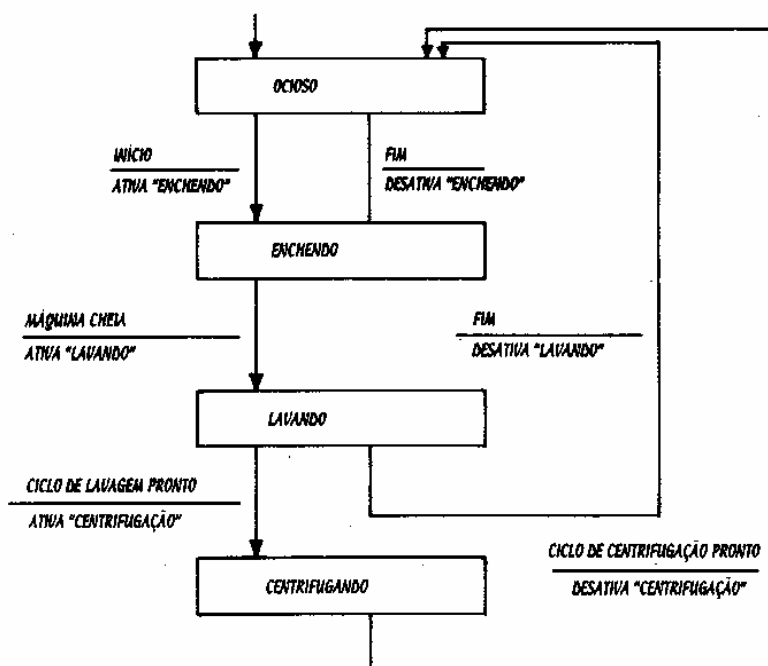 OCIOSO
INÍCIO
ATIVA "ENCHENDO"
FIM
DESATIVA "ENCHENDO"
ENCHENDO
MÁQUINA CHEIA
ATIVA "LAVANDO"
FIM
DESATIVA "LAVANDO"
LAVANDO
CICLO DE LAVAGEM PRONTO
ATIVA "CENTRIFUGAÇÃO"
CICLO DE CENTRIFUGAÇÃO PRONTO
DESATIVA "CENTRIFUGAÇÃO"
CENTRIFUGANDO